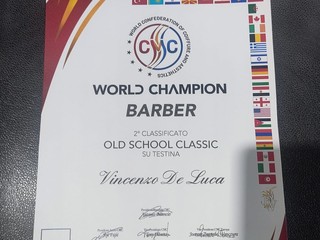 WORLD CONFEDERATION OF COIFFURE AND AESTHETICS
CMC
WORLD CHAMPION
BARBER
2° CLASSIFICATO
OLD SCHOOL CLASSIC
SU TESTINA
Vincenzo De Luca